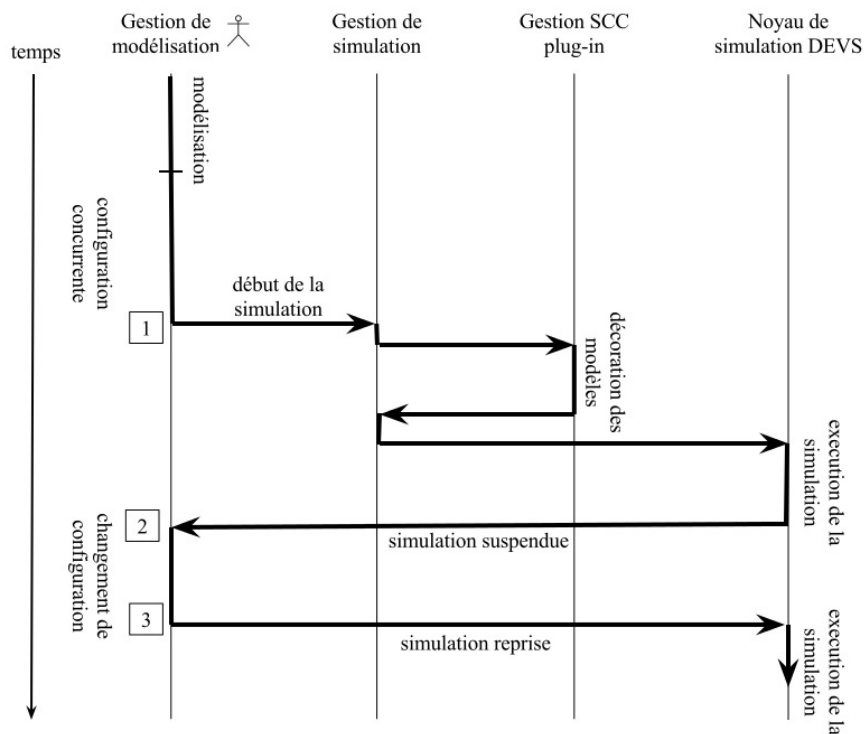 temps
Gestion de
modélisation
Gestion de
simulation
Gestion SCC
plug-in
Noyau de
simulation DEVS
modélisation
configuration
concurrente
1
début de la
simulation
décoration des
modèles
execution de la
simulation
2
simulation suspendue
changement de
configuration
3
simulation reprise
execution de la
simulation